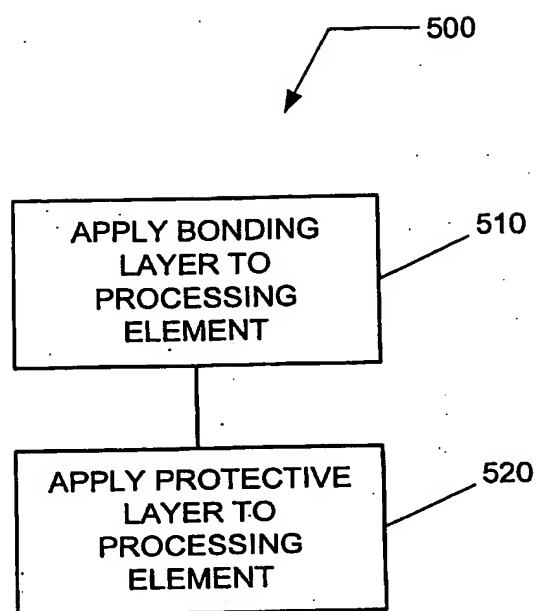 500
APPLY BONDING
LAYER TO
PROCESSING
ELEMENT
510
APPLY PROTECTIVE
LAYER TO
PROCESSING
ELEMENT
520